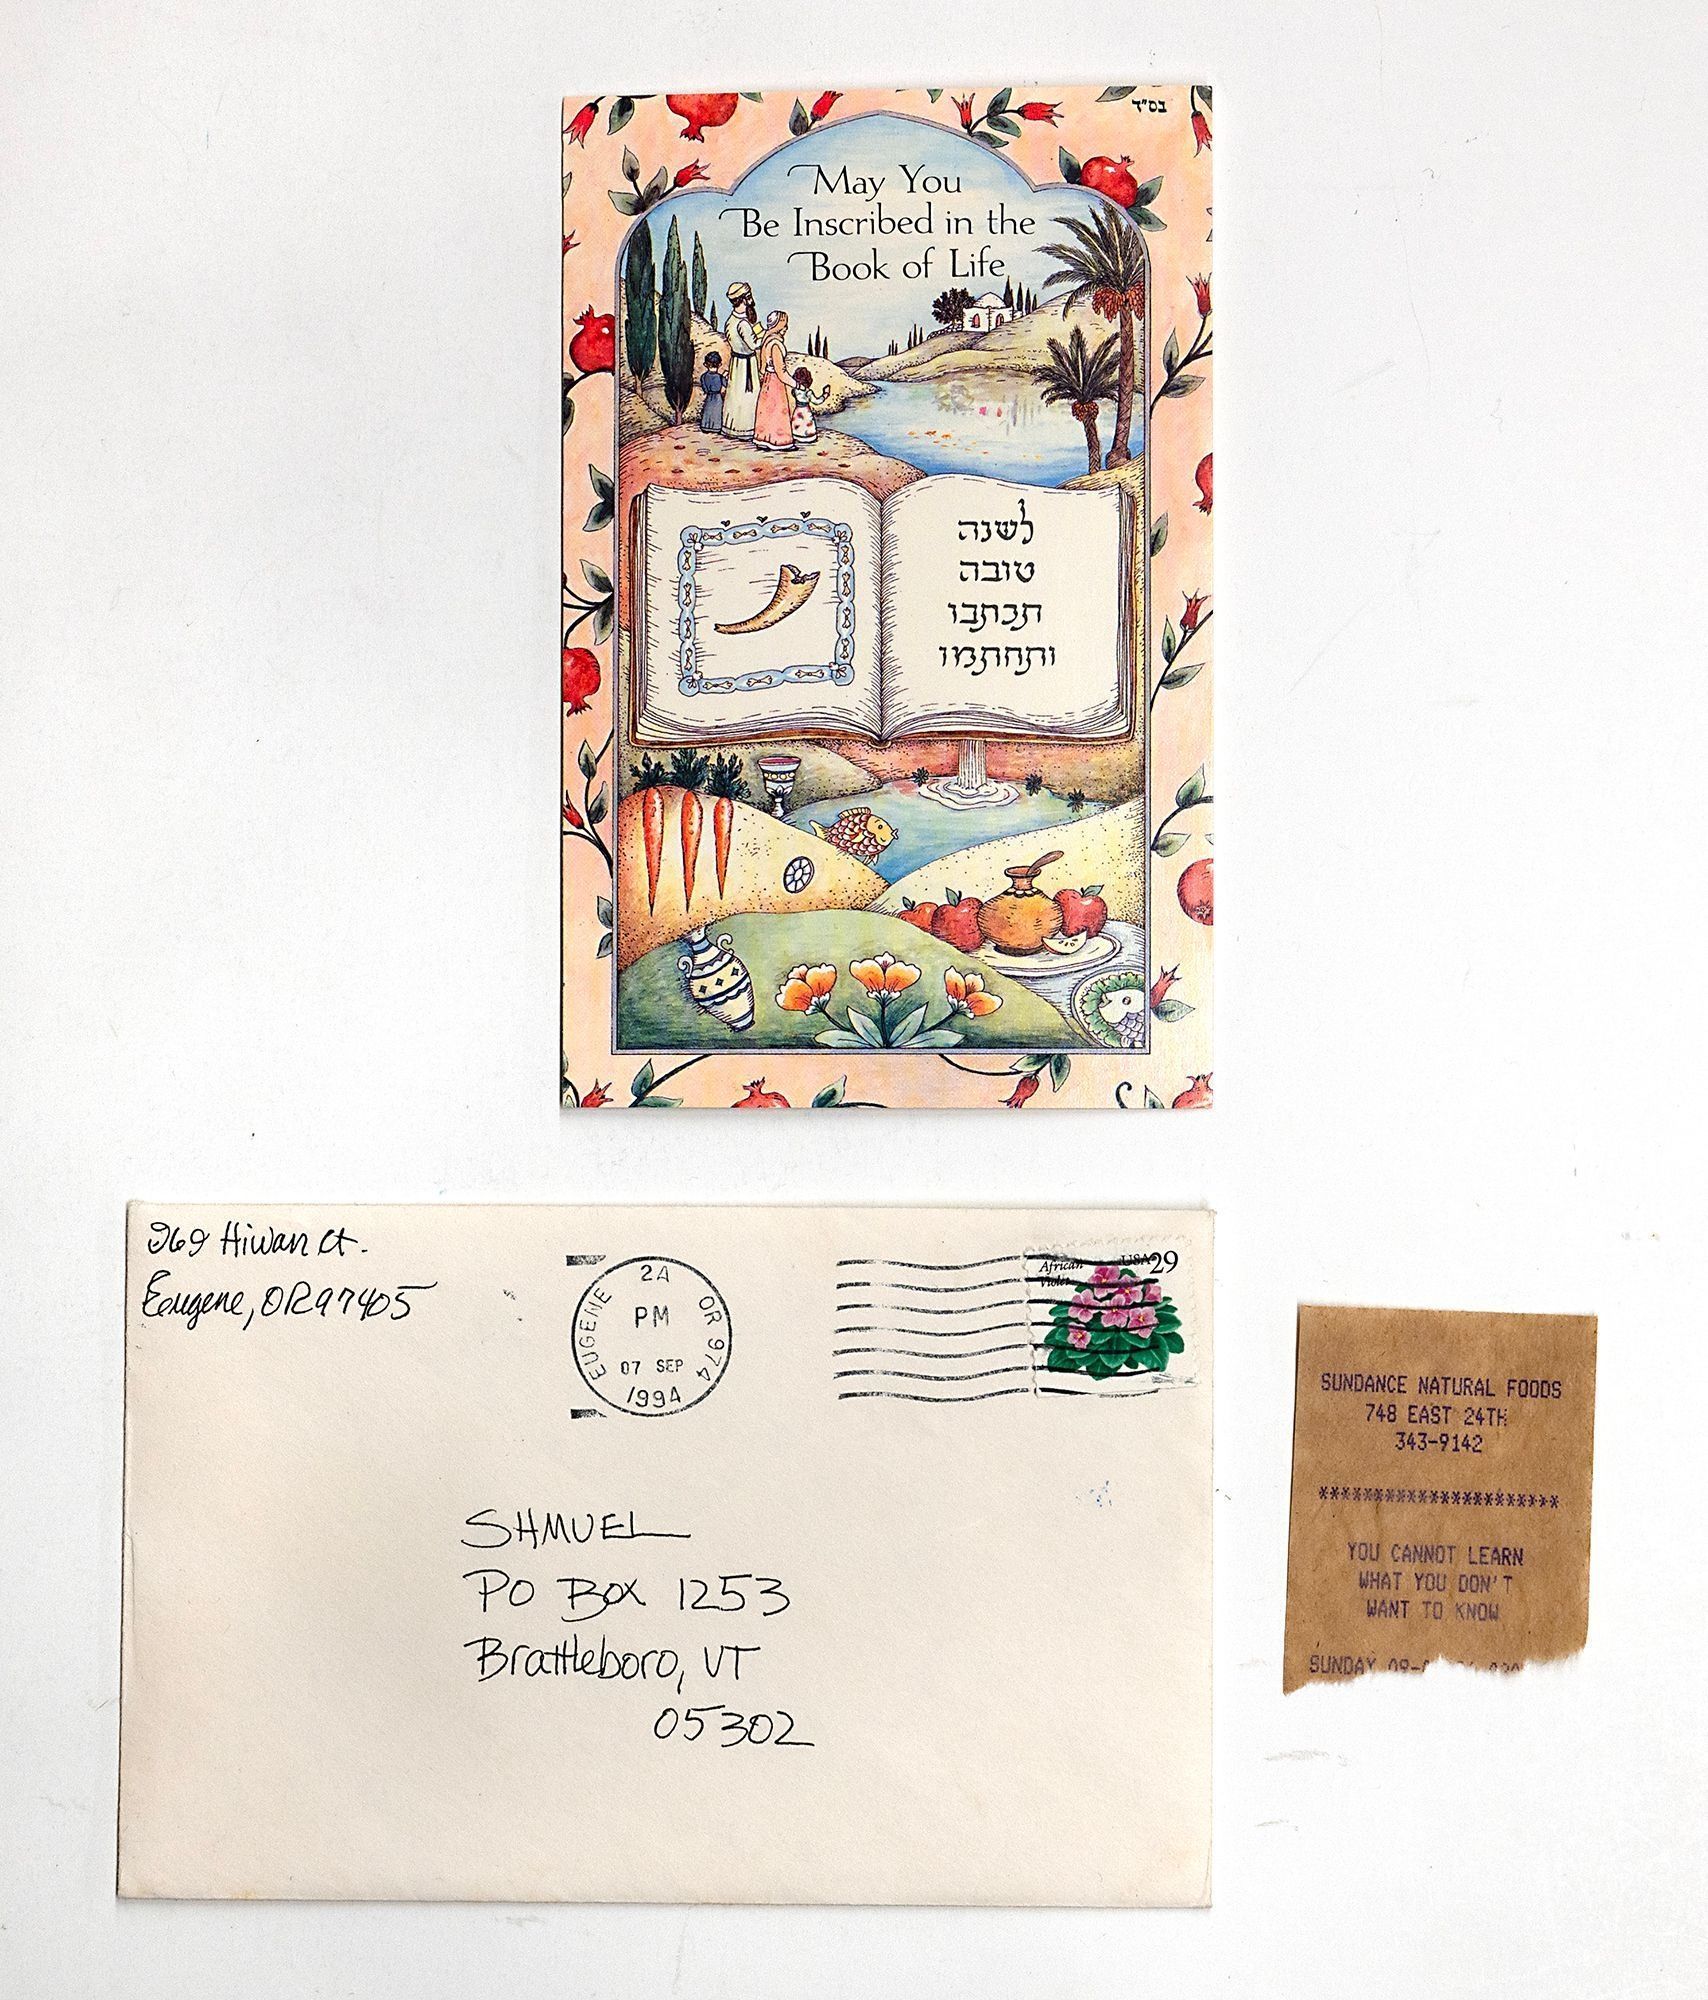 בס"ד
May You
Be Inscribed in the
Book of Life
לשנה
טובה
תכתבו
ותחתמו
969 Hiwan Ct.
Eugene, OR 97405
EUGENE OR 974
2A
PM
07 SEP
1994
African
Violet
USA 29
SHMUEL
PO Box 1253
Brattleboro, VT
05302
SUNDANCE NATURAL FOODS
748 EAST 24TH
343-9142
**********************
YOU CANNOT LEARN
WHAT YOU DON'T
WANT TO KNOW
SUNDAY